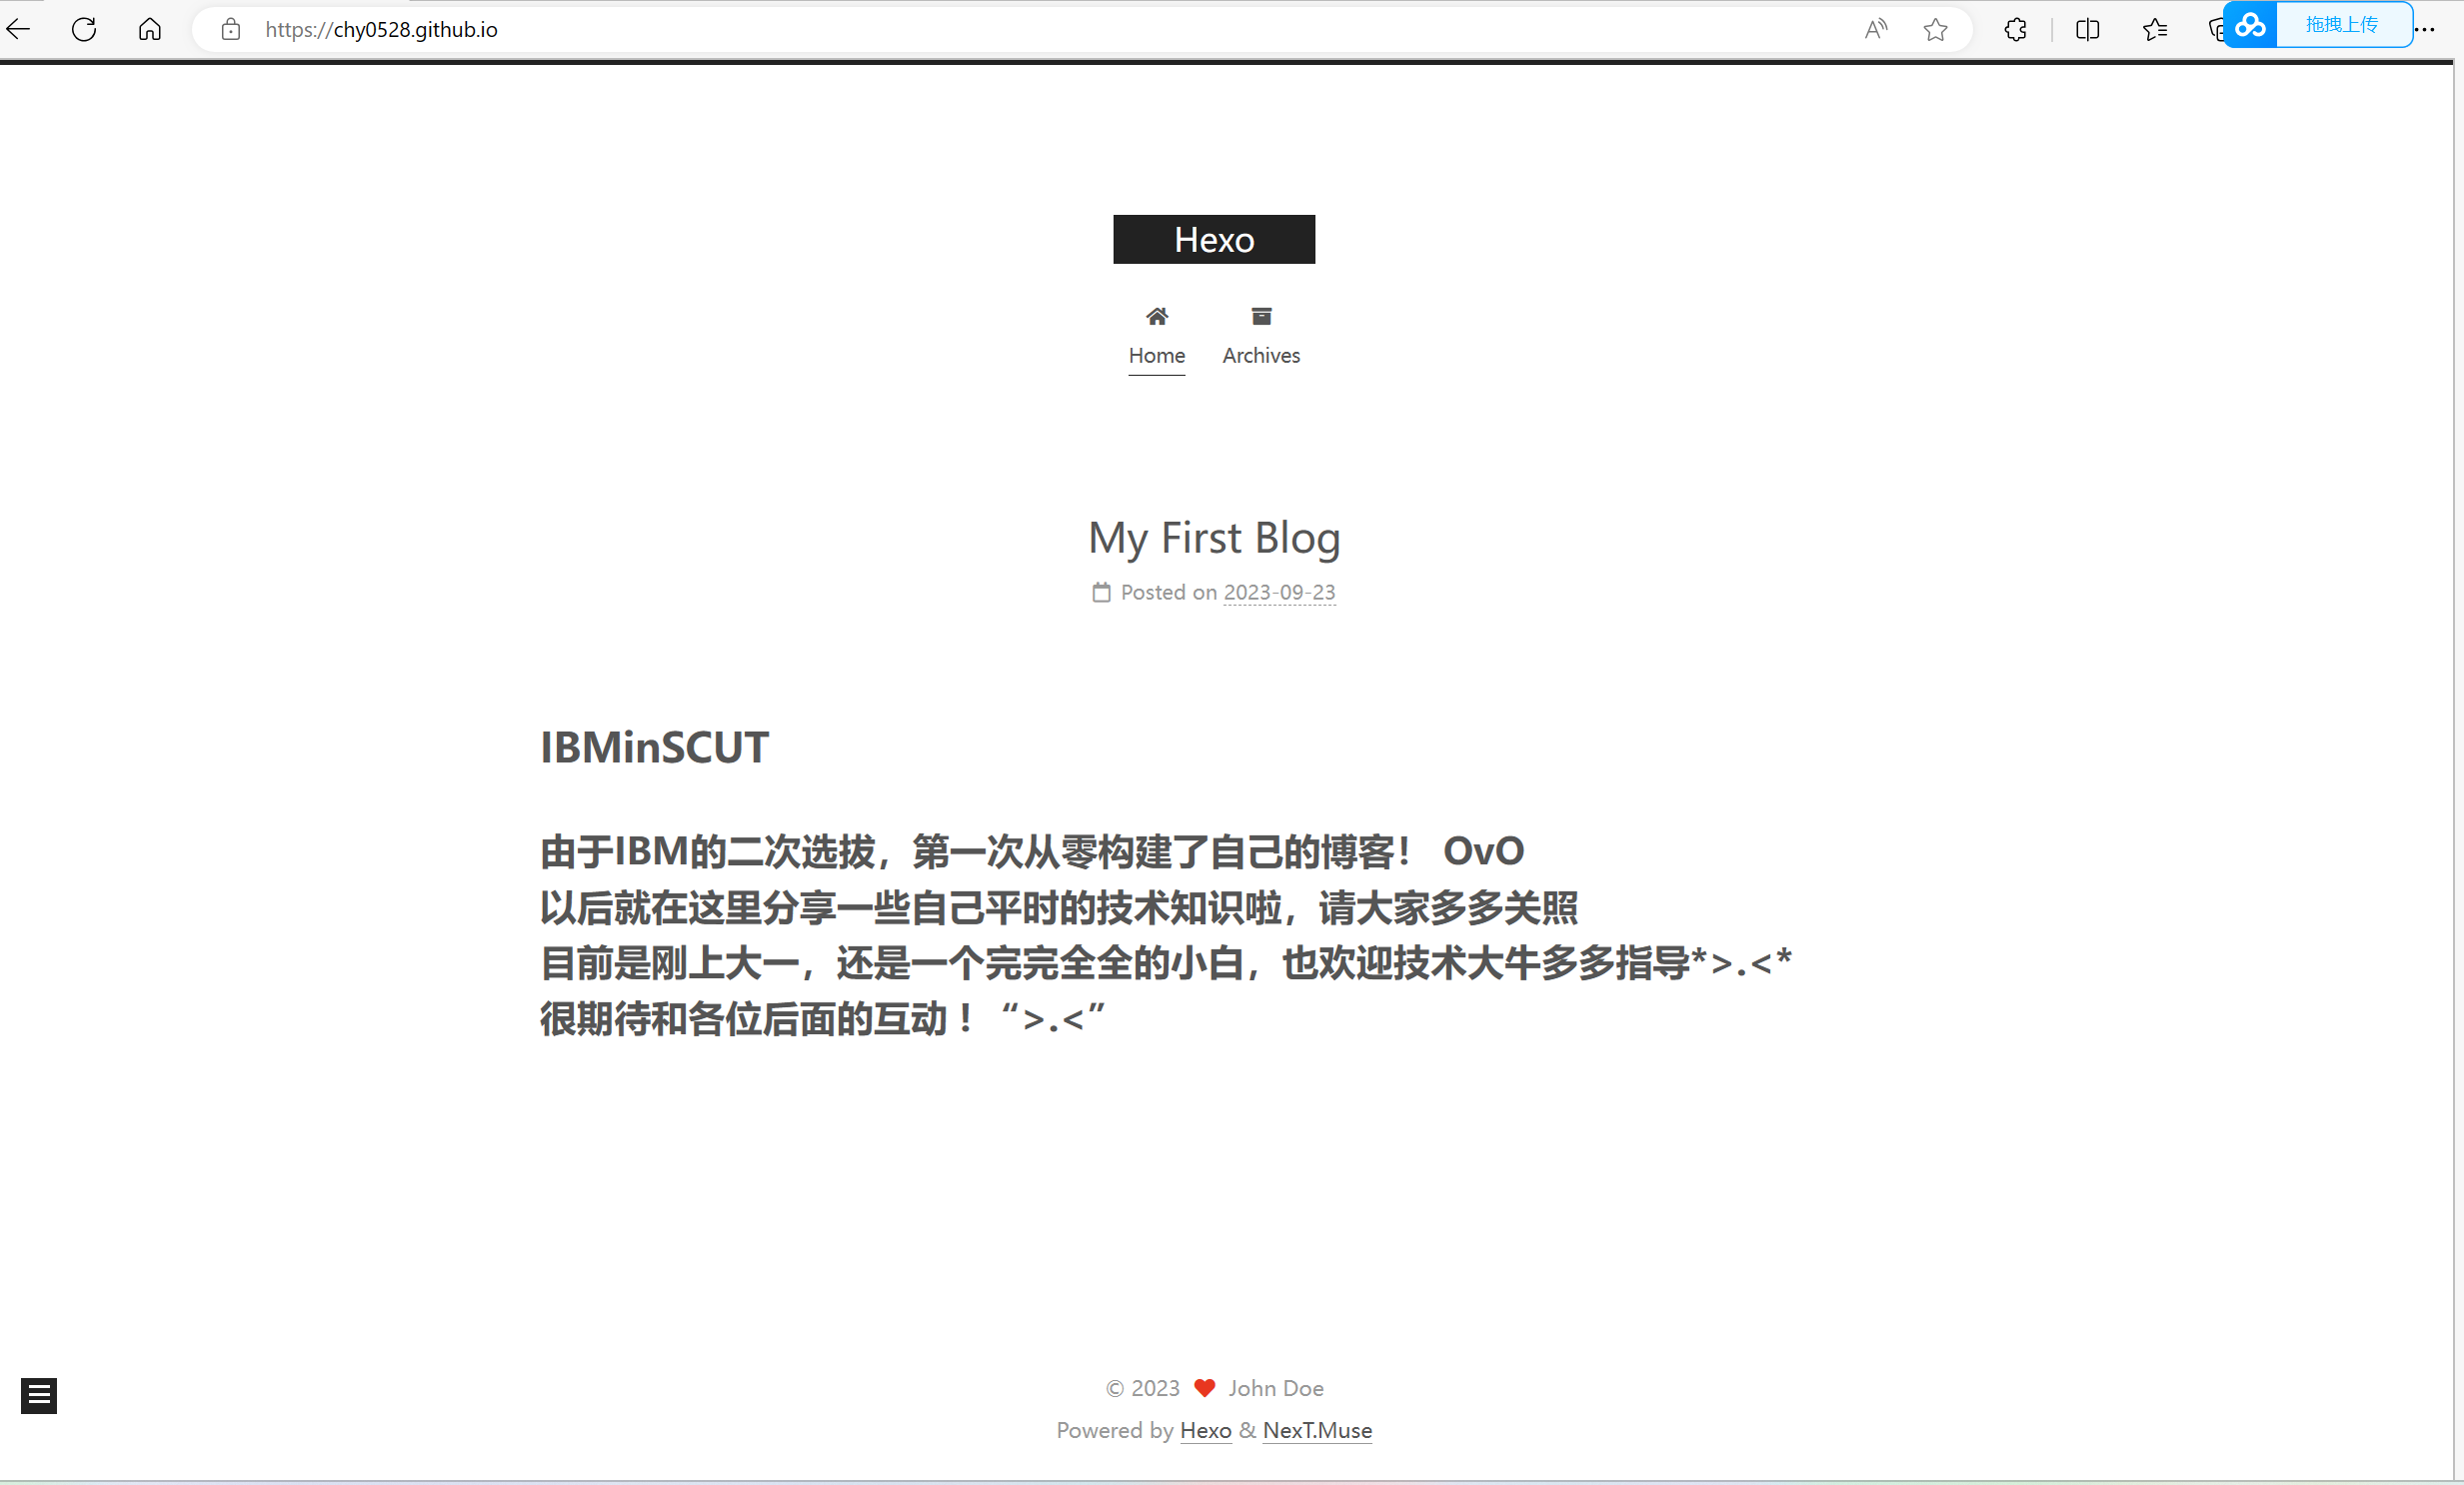 https://chy0528.github.io
拖拽上传
Hexo
Home Archives
My First Blog
Posted on 2023-09-23
IBMinSCUT
由于IBM的二次选拔，第一次从零构建了自己的博客！ OvO
以后就在这里分享一些自己平时的技术知识啦，请大家多多关照
目前是刚上大一，还是一个完完全全的小白，也欢迎技术大牛多多指导*>.<*
很期待和各位后面的互动！“>.<”
© 2023 John Doe
Powered by Hexo & NexT.Muse